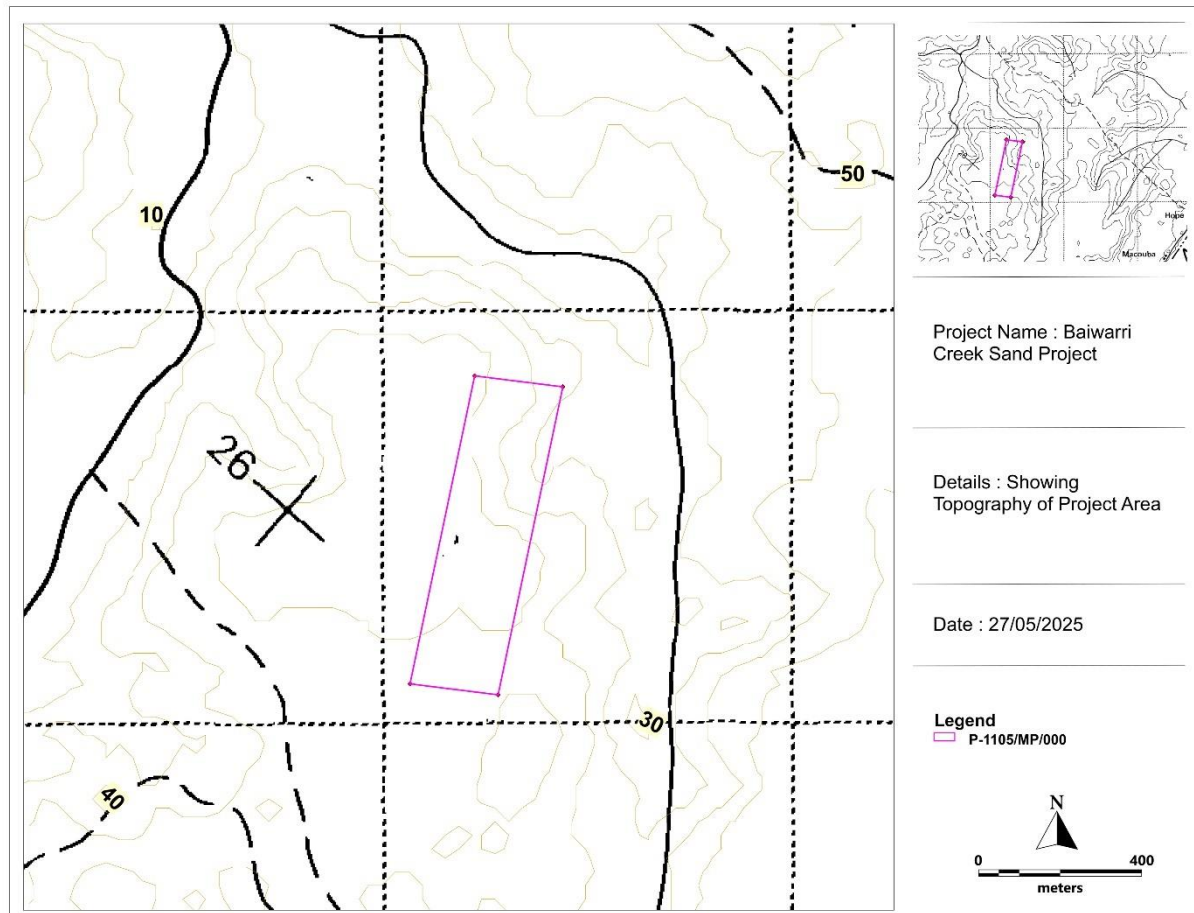 10
50
26
30
40
Hope
Macouba
Project Name : Baiwarri
Creek Sand Project
Details : Showing
Topography of Project Area
Date : 27/05/2025
Legend
P-1105/MP/000
N
0 400
meters